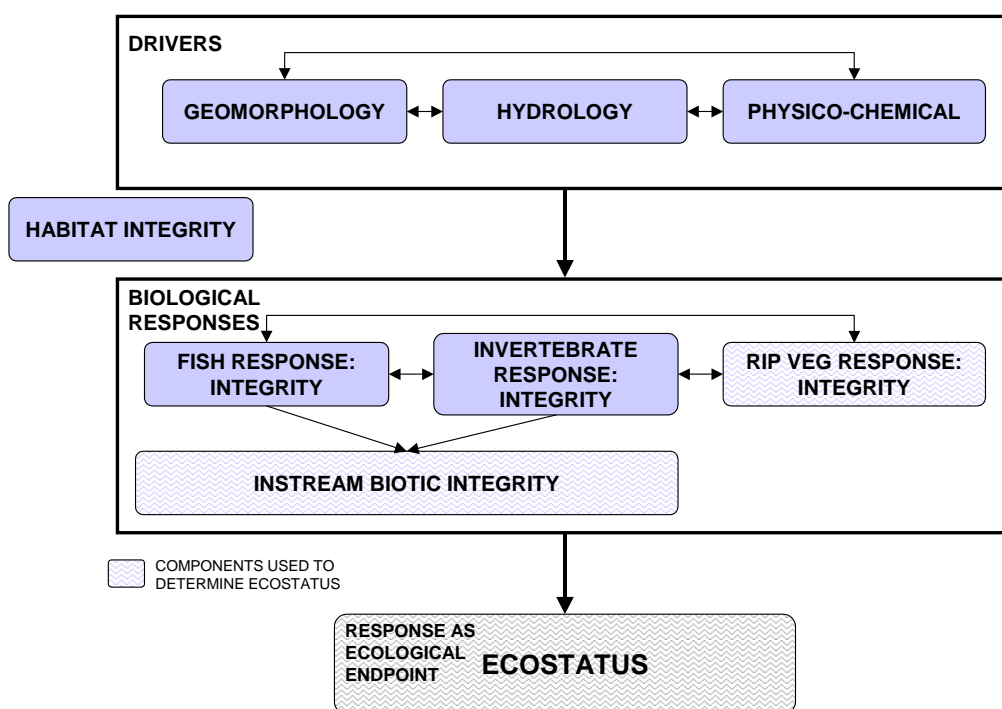 DRIVERS
GEOMORPHOLOGY
HYDROLOGY
PHYSICO-CHEMICAL
HABITAT INTEGRITY
BIOLOGICAL
RESPONSES
FISH RESPONSE:
INTEGRITY
INVERTEBRATE
RESPONSE:
INTEGRITY
RIP VEG RESPONSE:
INTEGRITY
INSTREAM BIOTIC INTEGRITY
COMPONENTS USED TO
DETERMINE ECOSTATUS
RESPONSE AS
ECOLOGICAL
ENDPOINT
ECOSTATUS